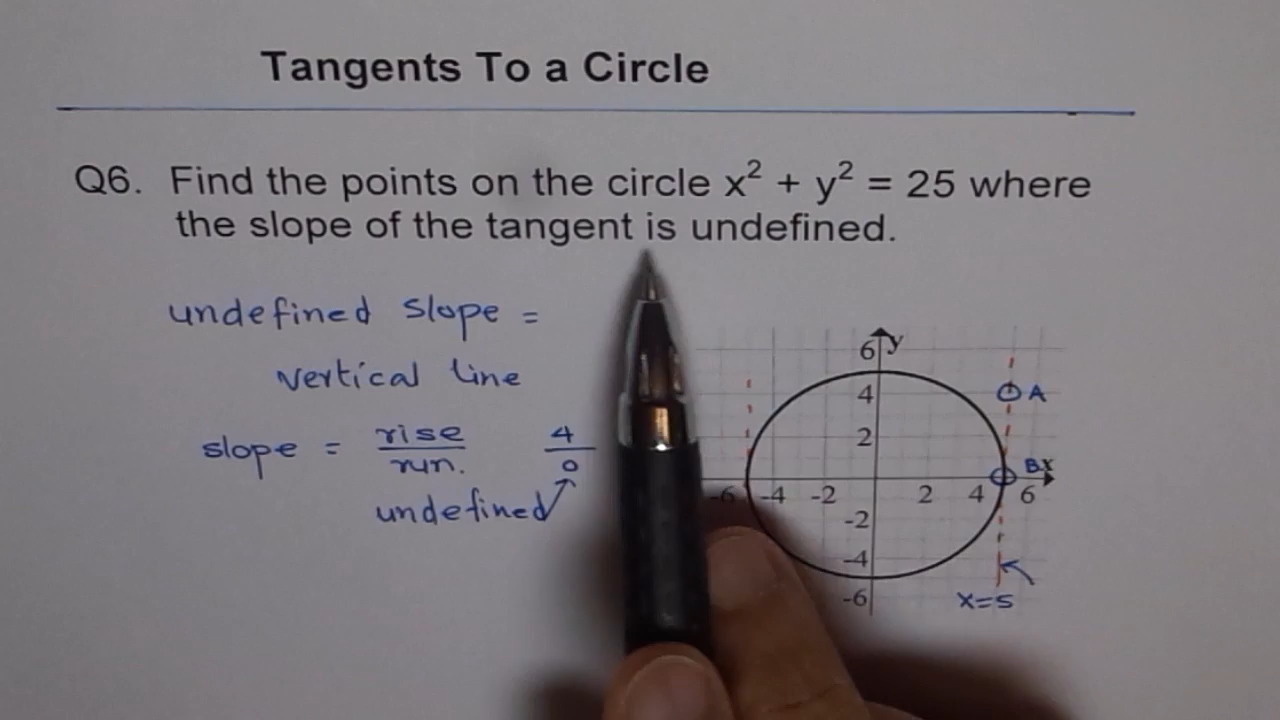 Tangents To a Circle
Q6. Find the points on the circle x² + y² = 25 where
the slope of the tangent is undefined.
undefined slope =
vertical line
slope = rise/run. 4/0
undefined
y
6
4
2
-6 -4 -2 2 4 6
-2
-4
-6
A
B x
x=5